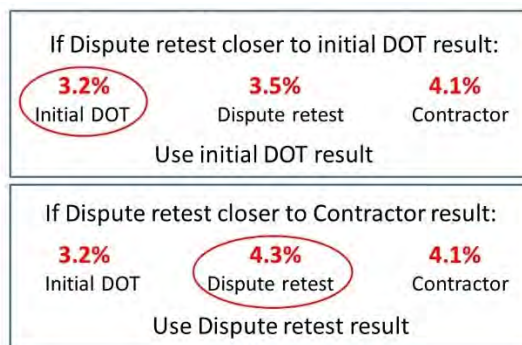 If Dispute retest closer to initial DOT result:
3.2% 3.5% 4.1%
Initial DOT Dispute retest Contractor
Use initial DOT result
If Dispute retest closer to Contractor result:
3.2% 4.3% 4.1%
Initial DOT Dispute retest Contractor
Use Dispute retest result